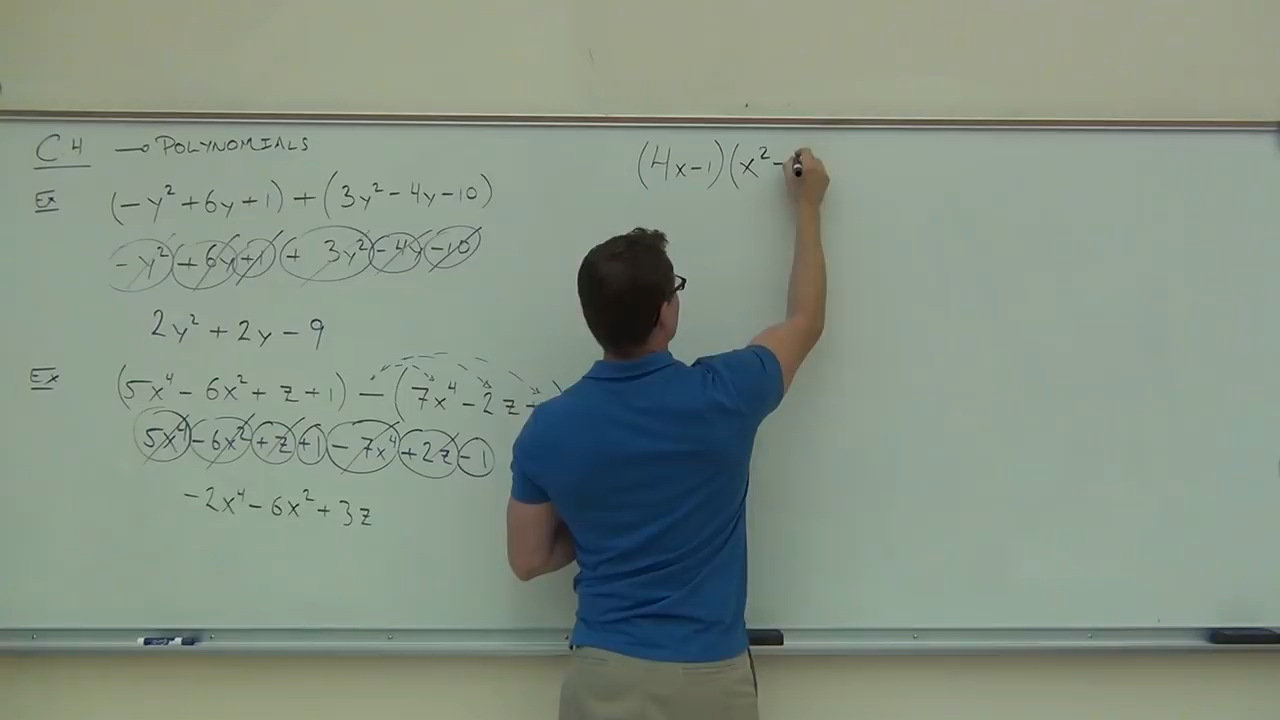 C 4 → POLYNOMIALS
Ex (-y² + 6y + 1) + (3y² - 4y - 10)
-y² + 6y + 1 + 3y² - 4y - 10
2y² + 2y - 9
Ex (5x⁴ - 6x² + z + 1) - (7x⁴ - 2z +
5x⁴ - 6x² + z + 1 - 7x⁴ + 2z - 1
-2x⁴ - 6x² + 3z
(4x - 1)(x² -